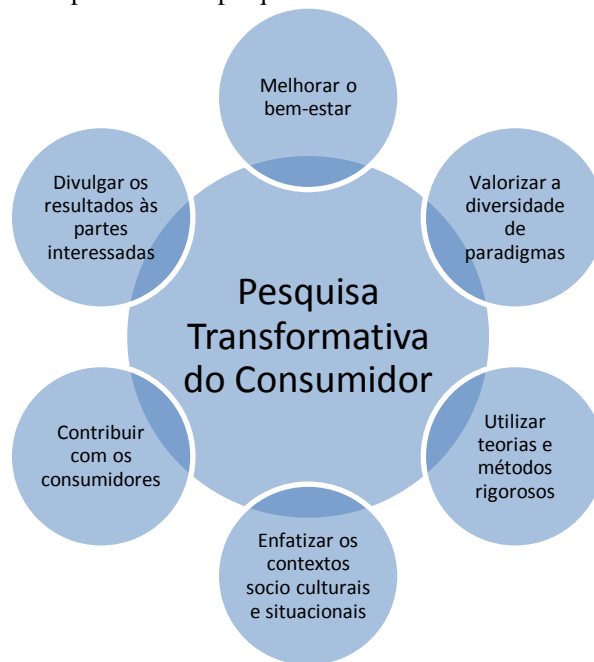 Melhorar o
bem-estar
Divulgar os
resultados às
partes
interessadas
Valorizar a
diversidade
de
paradigmas
Pesquisa
Transformativa
do Consumidor
Contribuir
com os
consumidores
Utilizar
teorias e
métodos
rigorosos
Enfatizar os
contextos
socio culturais
e situacionais